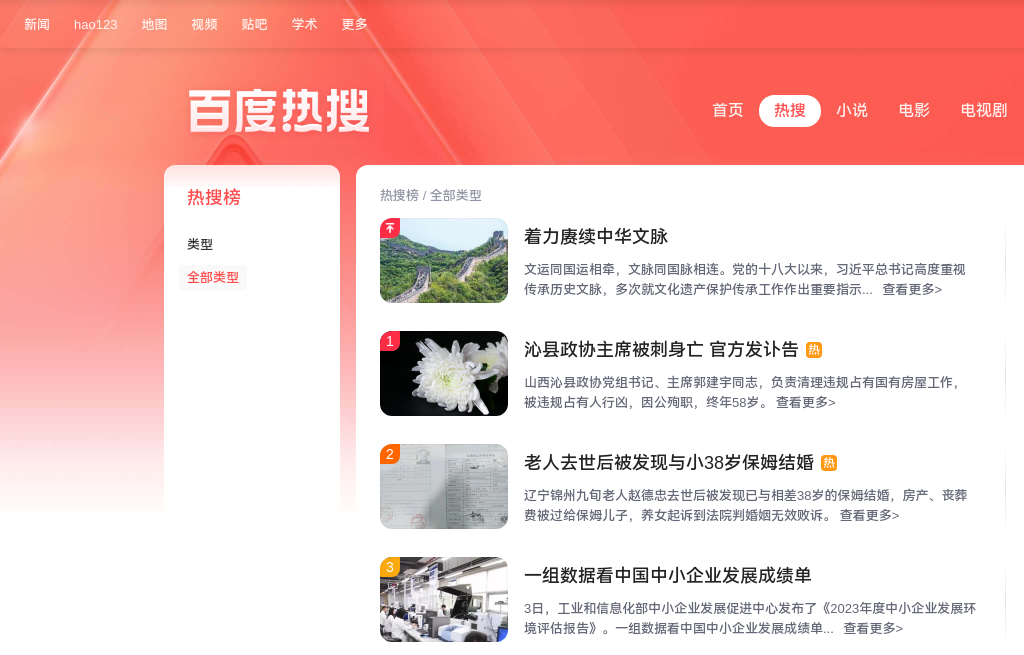 新闻 hao123 地图 视频 贴吧 学术 更多
百度热搜
首页 热搜 小说 电影 电视剧
热搜榜
类型
全部类型
热搜榜 / 全部类型
着力赓续中华文脉
文运同国运相牵，文脉同国脉相连。党的十八大以来，习近平总书记高度重视
传承历史文脉，多次就文化遗产保护传承工作作出重要指示... 查看更多>
1
沁县政协主席被刺身亡 官方发讣告 热
山西沁县政协党组书记、主席郭建宇同志，负责清理违规占有国有房屋工作，
被违规占有人行凶，因公殉职，终年58岁。 查看更多>
2
老人去世后被发现与小38岁保姆结婚 热
辽宁锦州九旬老人赵德忠去世后被发现已与相差38岁的保姆结婚，房产、丧葬
费被过给保姆儿子，养女起诉到法院判婚姻无效败诉。 查看更多>
3
一组数据看中国中小企业发展成绩单
3日，工业和信息化部中小企业发展促进中心发布了《2023年度中小企业发展环
境评估报告》。一组数据看中国中小企业发展成绩单... 查看更多>